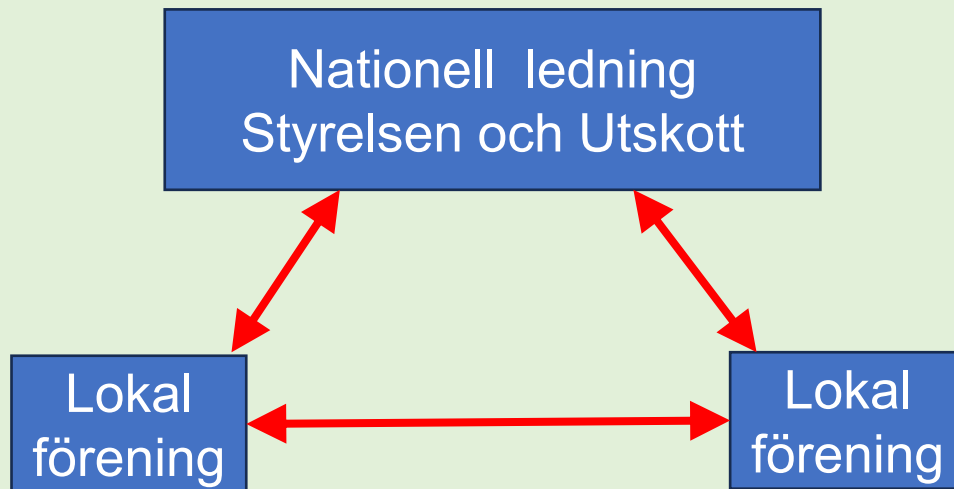 Nationell  ledning
Styrelsen och Utskott
Lokal
förening
Lokal
förening